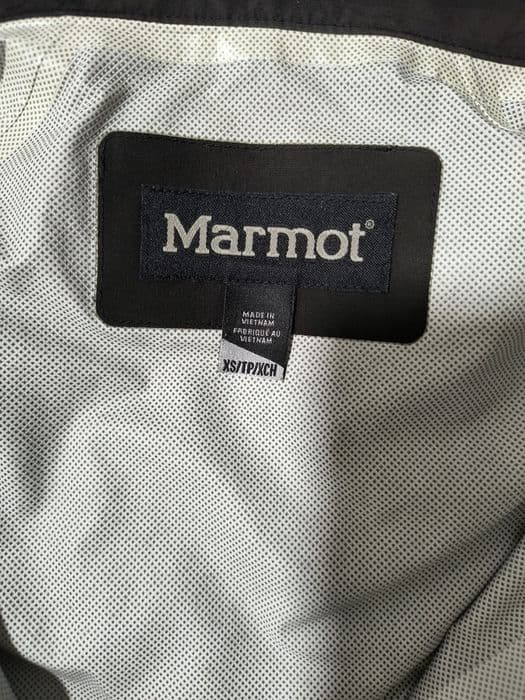 Marmot®
MADE IN
VIETNAM
FABRIQUÉ AU
VIETNAM
XS/TP/XCH